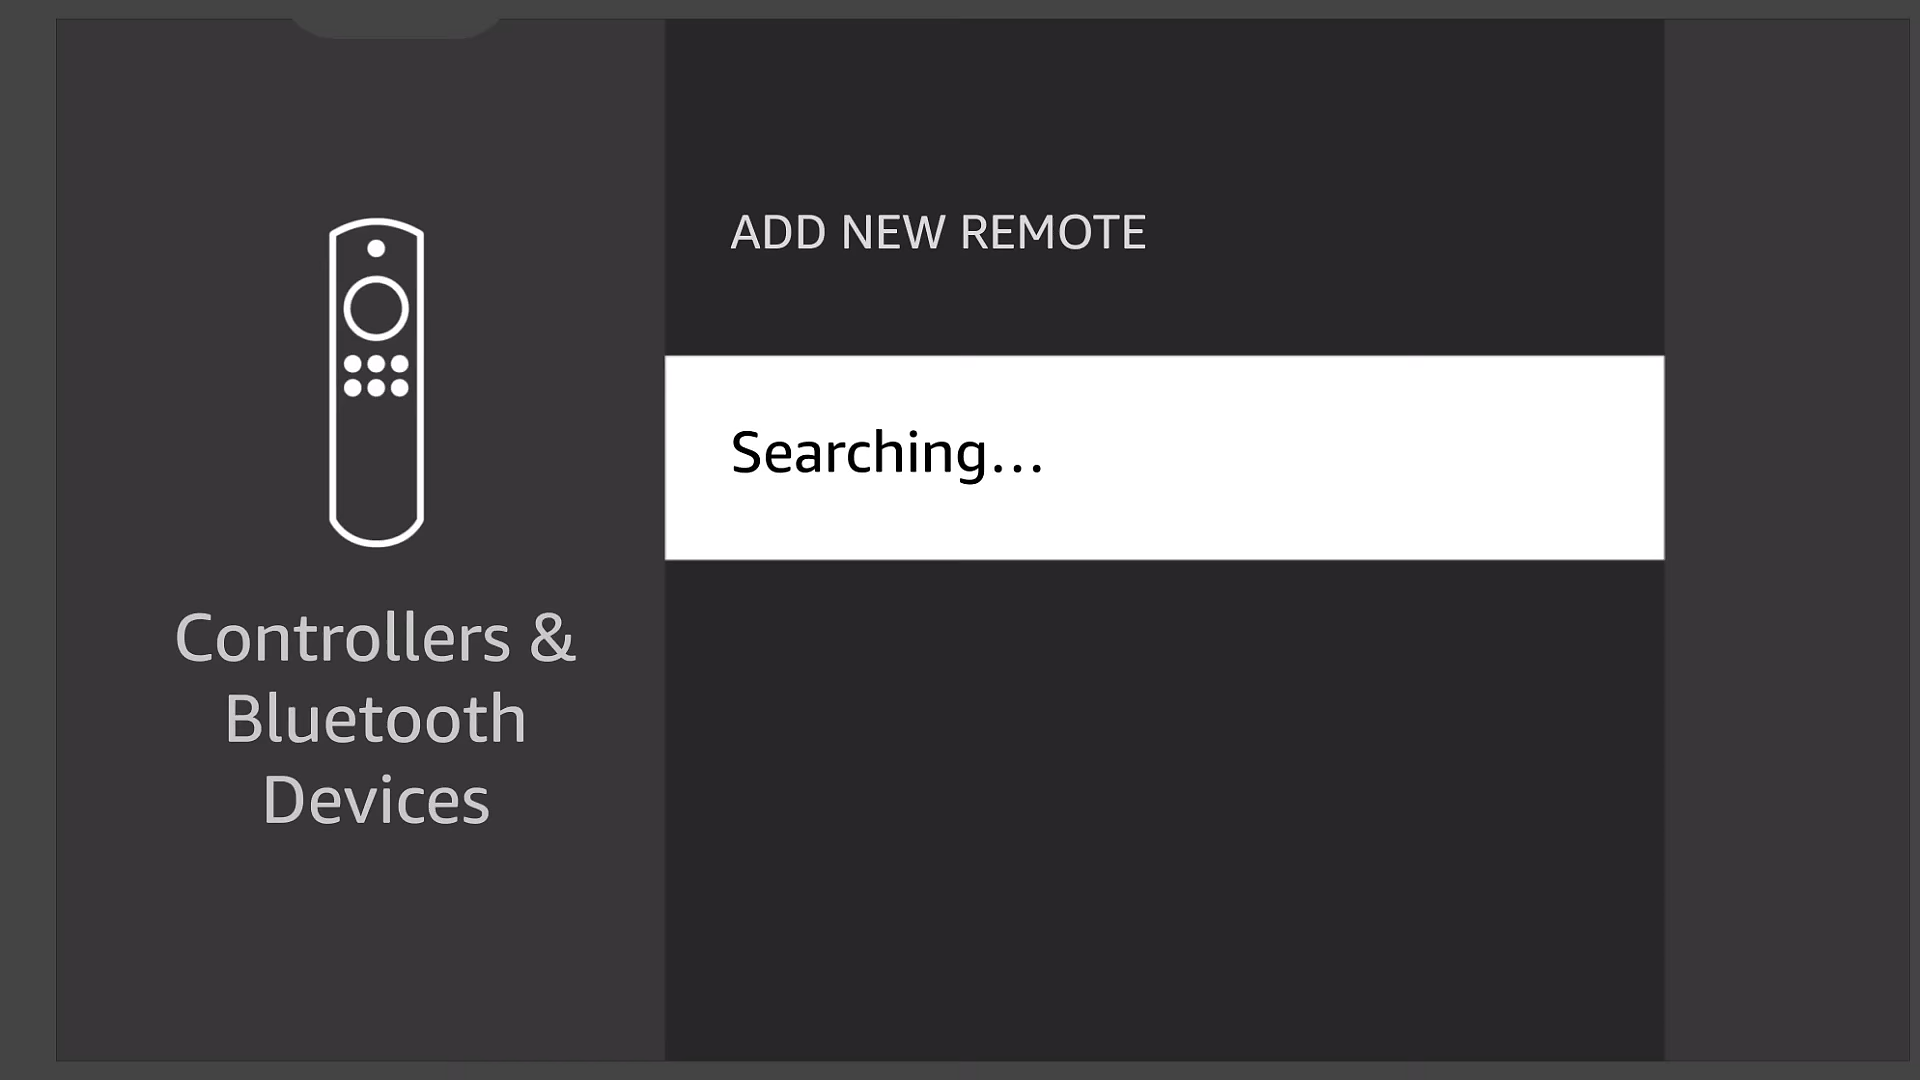 ADD NEW REMOTE
Searching...
Controllers &
Bluetooth
Devices